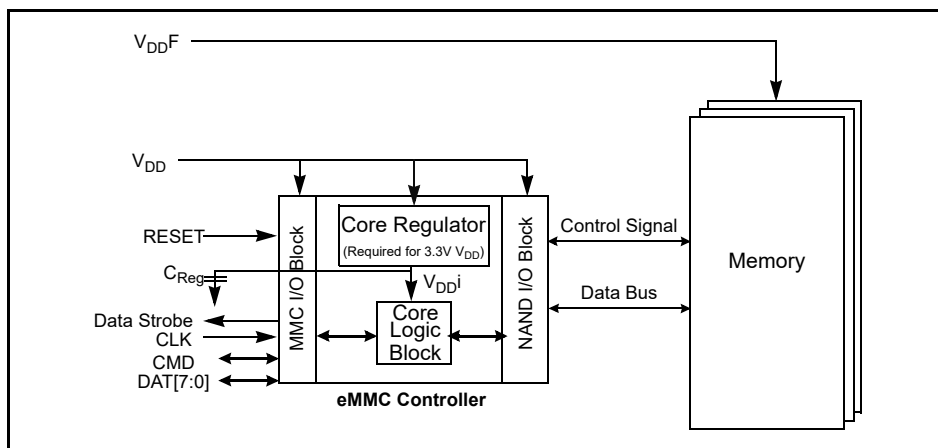 VDDF
VDD
Core Regulator
(Required for 3.3V VDD)
RESET
CReg
VDDi
Data Strobe
CLK
CMD
DAT[7:0]
MMC I/O Block
Core
Logic
Block
NAND I/O Block
Control Signal
Data Bus
Memory
eMMC Controller